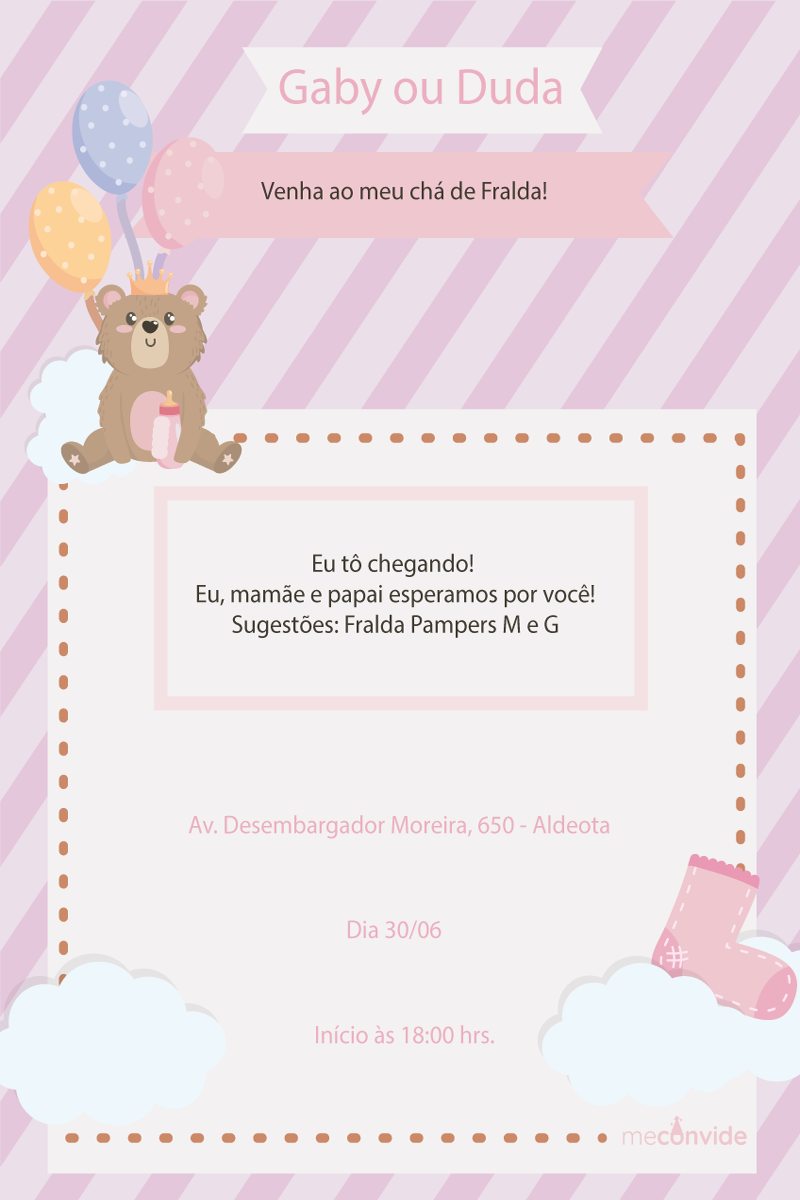 Gaby ou Duda
Venha ao meu chá de Fralda!
Eu tô chegando!
Eu, mamãe e papai esperamos por você!
Sugestões: Fralda Pampers M e G
Av. Desembargador Moreira, 650 - Aldeota
Dia 30/06
Início às 18:00 hrs.
meconvide